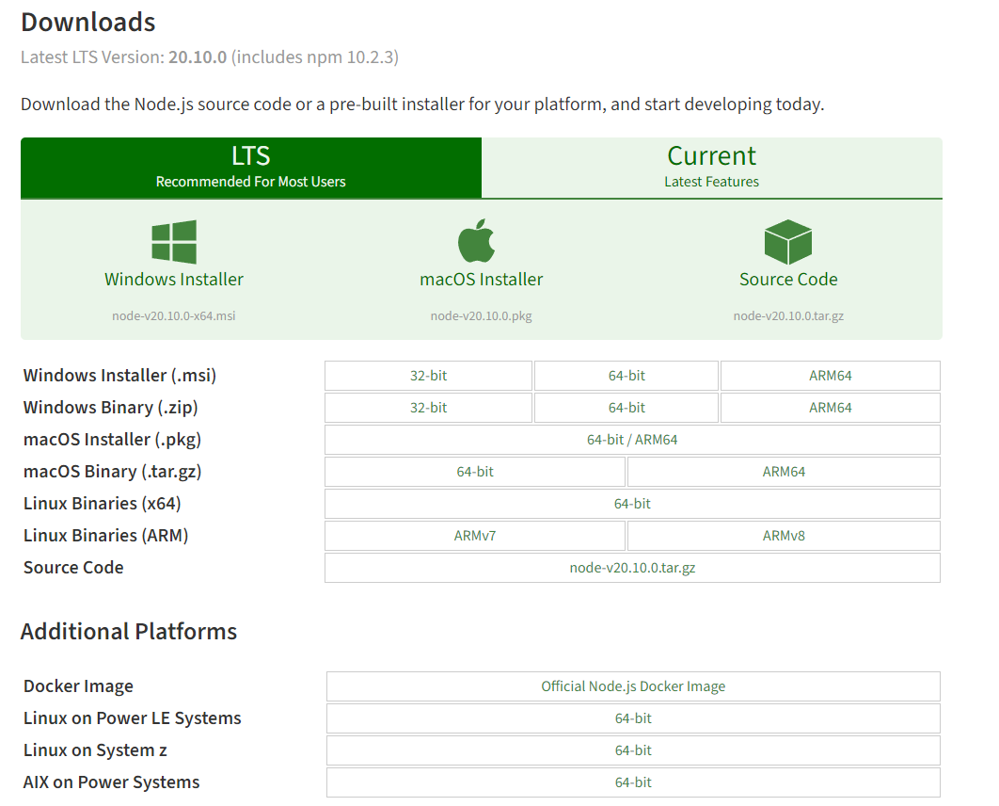 Downloads
Latest LTS Version: 20.10.0 (includes npm 10.2.3)
Download the Node.js source code or a pre-built installer for your platform, and start developing today.
LTS
Recommended For Most Users
Current
Latest Features
Windows Installer
node-v20.10.0-x64.msi
macOS Installer
node-v20.10.0.pkg
Source Code
node-v20.10.0.tar.gz
Windows Installer (.msi) 32-bit 64-bit ARM64
Windows Binary (.zip) 32-bit 64-bit ARM64
macOS Installer (.pkg) 64-bit / ARM64
macOS Binary (.tar.gz) 64-bit ARM64
Linux Binaries (x64) 64-bit
Linux Binaries (ARM) ARMv7 ARMv8
Source Code node-v20.10.0.tar.gz
Additional Platforms
Docker Image Official Node.js Docker Image
Linux on Power LE Systems 64-bit
Linux on System z 64-bit
AIX on Power Systems 64-bit